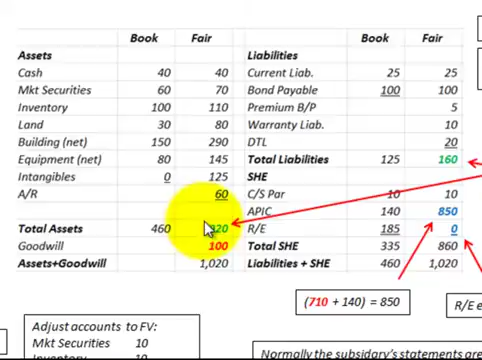 Book Fair Book Fair
Assets Liabilities
Cash 40 40 Current Liab. 25 25
Mkt Securities 60 70 Bond Payable 100 100
Inventory 100 110 Premium B/P 5
Land 30 80 Warranty Liab. 10
Building (net) 150 290 DTL 20
Equipment (net) 80 145 Total Liabilities 125 160
Intangibles 0 125 SHE
A/R 60 C/S Par 10 10
APIC 140 850
Total Assets 460 R/E 185 0
Goodwill 100 Total SHE 335 860
Assets+Goodwill 1,020 Liabilities + SHE 460 1,020
(710 + 140) = 850
R/E e
Adjust accounts to FV:
Mkt Securities 10
Inventory 10
Normally the subsidary's statements are